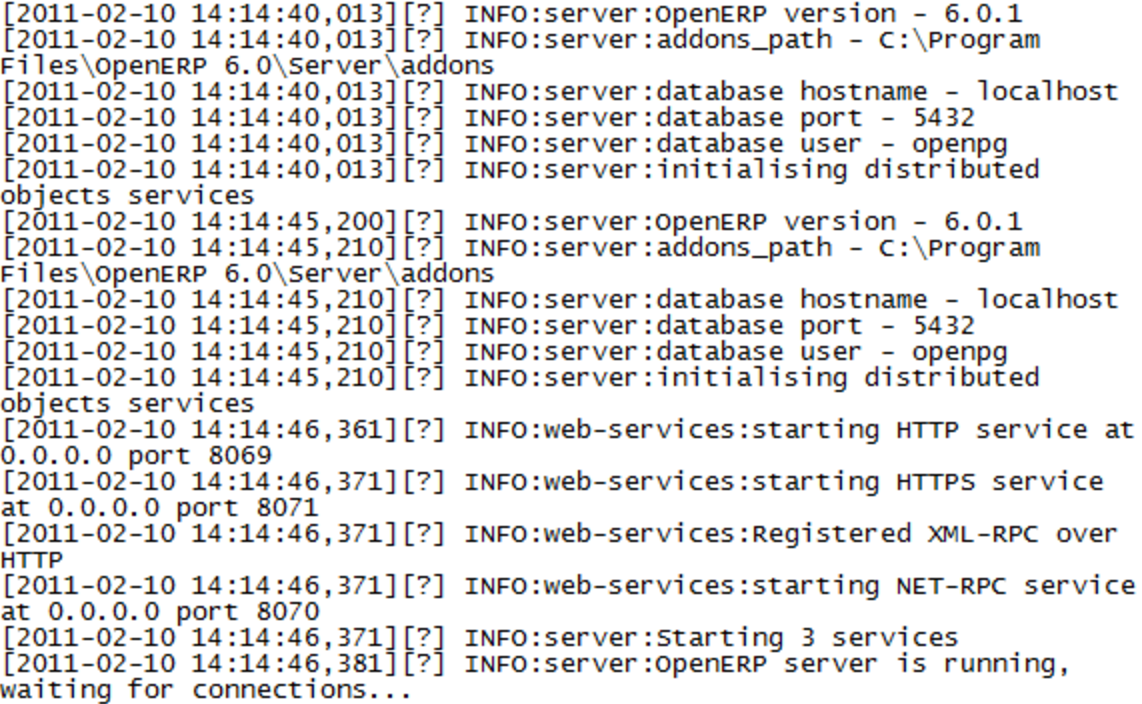 [2011-02-10 14:14:40,013][?] INFO:server:OpenERP version - 6.0.1
[2011-02-10 14:14:40,013][?] INFO:server:addons_path - C:\Program
Files\OpenERP 6.0\Server\addons
[2011-02-10 14:14:40,013][?] INFO:server:database hostname - localhost
[2011-02-10 14:14:40,013][?] INFO:server:database port - 5432
[2011-02-10 14:14:40,013][?] INFO:server:database user - openpg
[2011-02-10 14:14:40,013][?] INFO:server:initialising distributed
objects services
[2011-02-10 14:14:45,200][?] INFO:server:OpenERP version - 6.0.1
[2011-02-10 14:14:45,210][?] INFO:server:addons_path - C:\Program
Files\OpenERP 6.0\Server\addons
[2011-02-10 14:14:45,210][?] INFO:server:database hostname - localhost
[2011-02-10 14:14:45,210][?] INFO:server:database port - 5432
[2011-02-10 14:14:45,210][?] INFO:server:database user - openpg
[2011-02-10 14:14:45,210][?] INFO:server:initialising distributed
objects services
[2011-02-10 14:14:46,361][?] INFO:web-services:starting HTTP service at
0.0.0.0 port 8069
[2011-02-10 14:14:46,371][?] INFO:web-services:starting HTTPS service
at 0.0.0.0 port 8071
[2011-02-10 14:14:46,371][?] INFO:web-services:Registered XML-RPC over
HTTP
[2011-02-10 14:14:46,371][?] INFO:web-services:starting NET-RPC service
at 0.0.0.0 port 8070
[2011-02-10 14:14:46,371][?] INFO:server:Starting 3 services
[2011-02-10 14:14:46,381][?] INFO:server:OpenERP server is running,
waiting for connections...